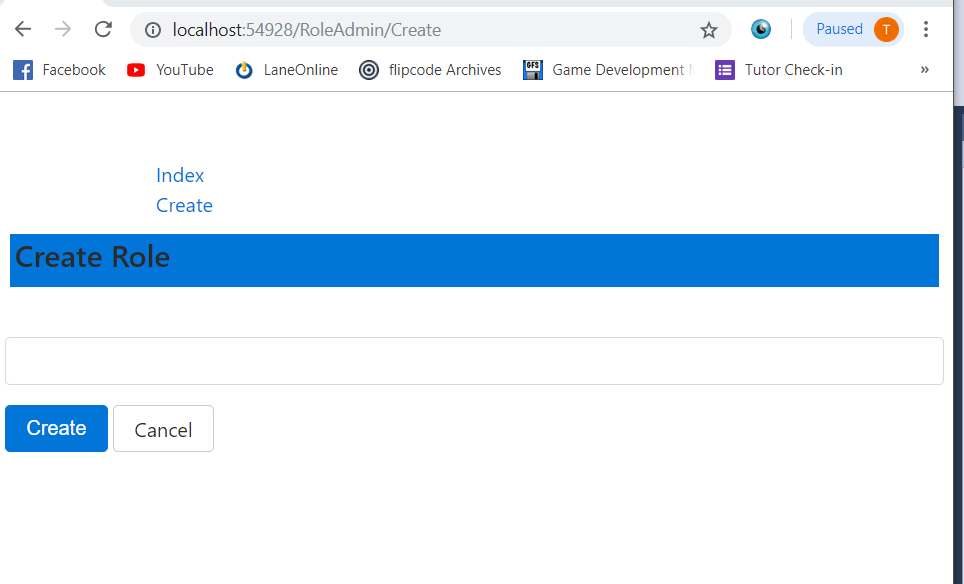 localhost:54928/RoleAdmin/Create
Paused
T
Facebook
YouTube
LaneOnline
flipcode Archives
GFS
Game Development
Tutor Check-in
»
Index
Create
Create Role
Create
Cancel